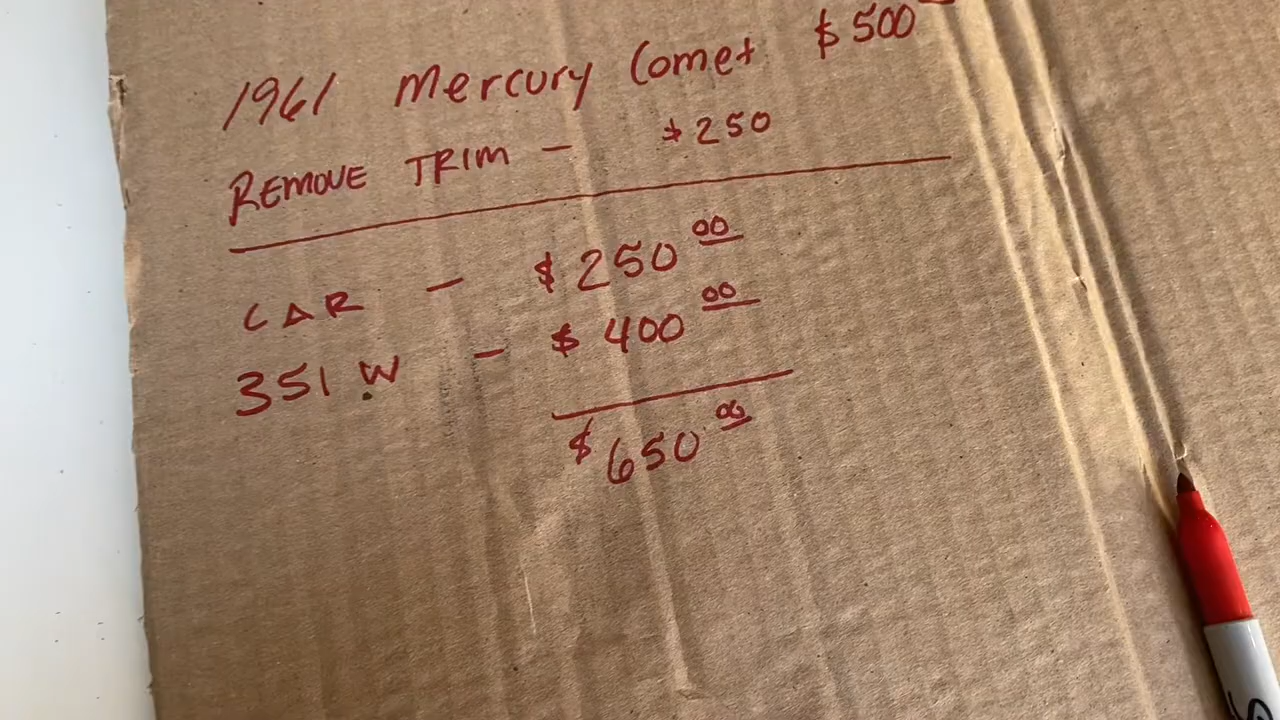 1961 Mercury Comet $500
REMOVE TRIM - $250
CAR - $250.00
351 W - $400.00
$650.00